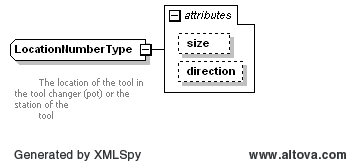 attributes
size
LocationNumberType
direction
The location of the tool in
the tool changer (pot) or the
station of the
tool
Generated by XMLSpy
www.altova.com